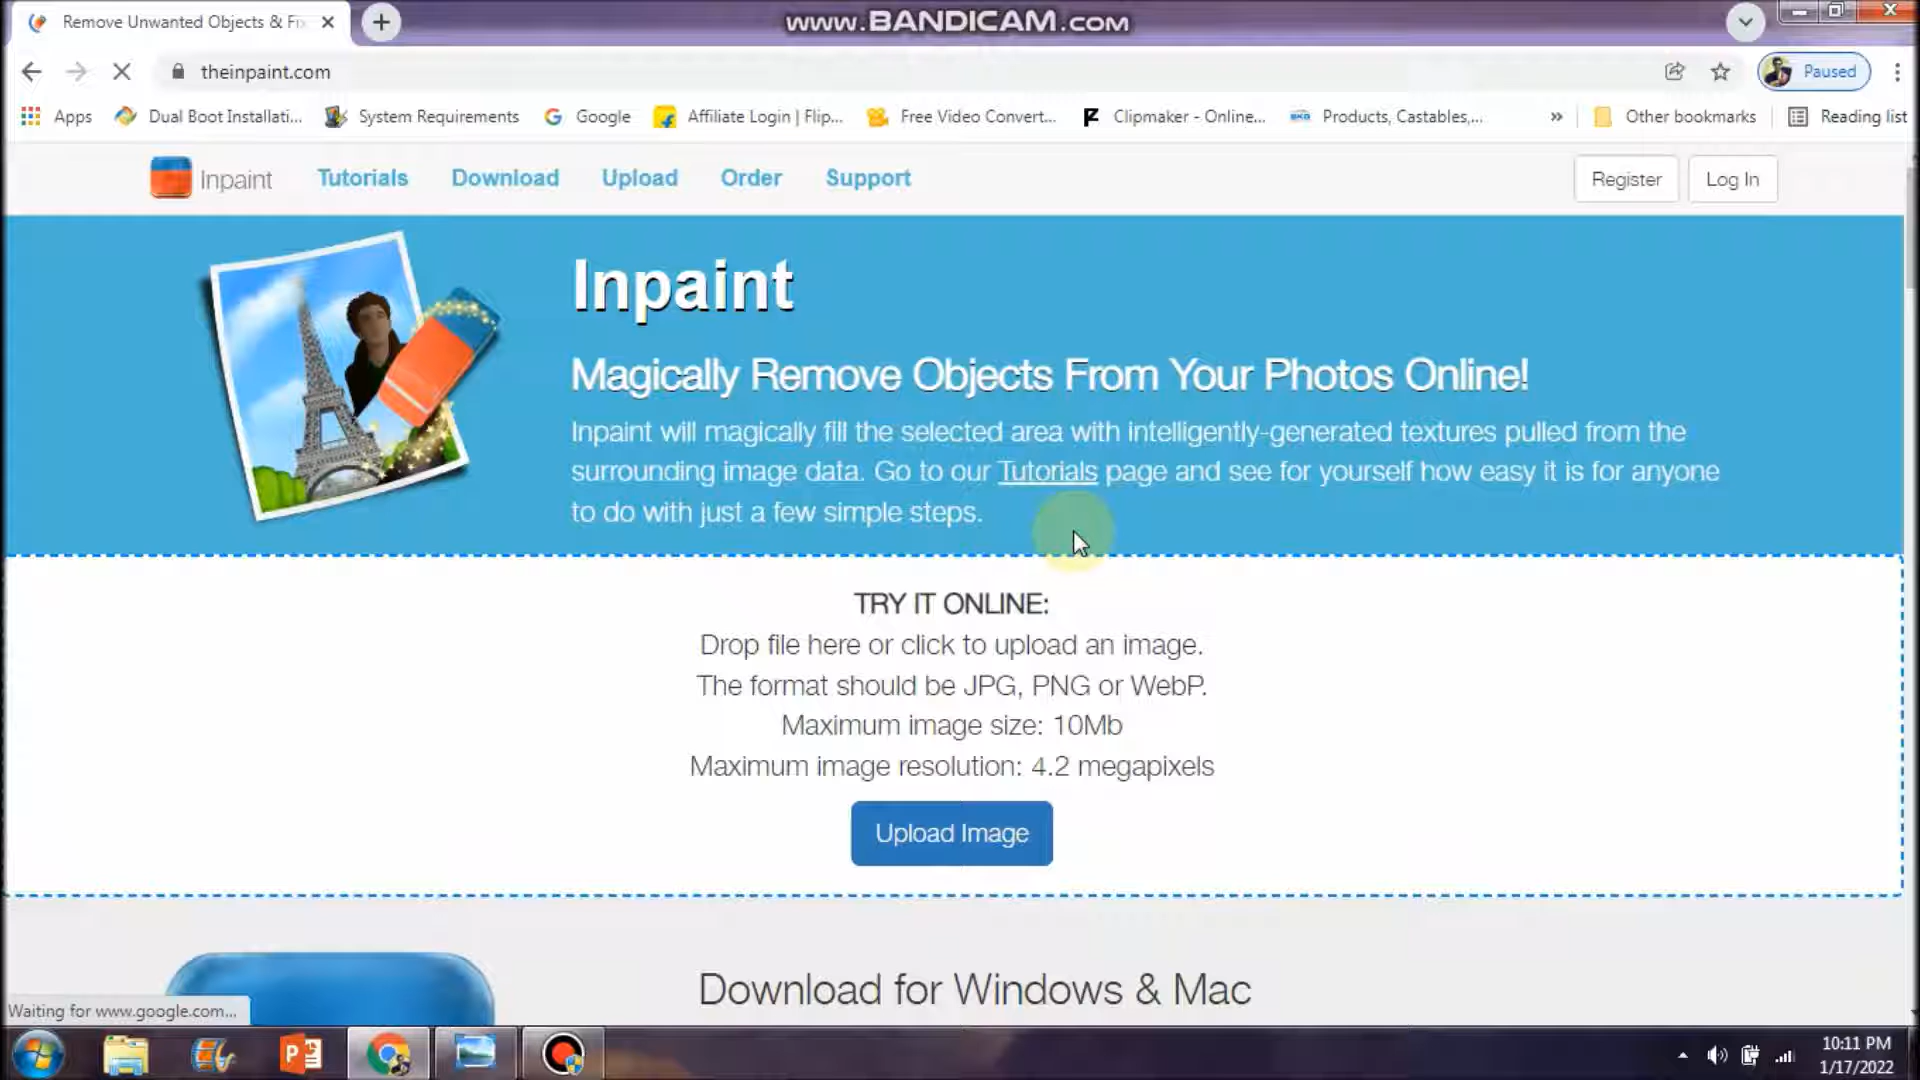 Remove Unwanted Objects & Fix
www.BANDICAM.com
theinpaint.com
Paused
Apps
Dual Boot Installati...
System Requirements
Google
Affiliate Login | Flip...
Free Video Convert...
Clipmaker - Online...
Products, Castables,...
»
Other bookmarks
Reading list
Inpaint
Tutorials
Download
Upload
Order
Support
Register
Log In
Inpaint
Magically Remove Objects From Your Photos Online!
Inpaint will magically fill the selected area with intelligently-generated textures pulled from the
surrounding image data. Go to our Tutorials page and see for yourself how easy it is for anyone
to do with just a few simple steps.
TRY IT ONLINE:
Drop file here or click to upload an image.
The format should be JPG, PNG or WebP.
Maximum image size: 10Mb
Maximum image resolution: 4.2 megapixels
Upload Image
Download for Windows & Mac
Waiting for www.google.com...
10:11 PM
1/17/2022